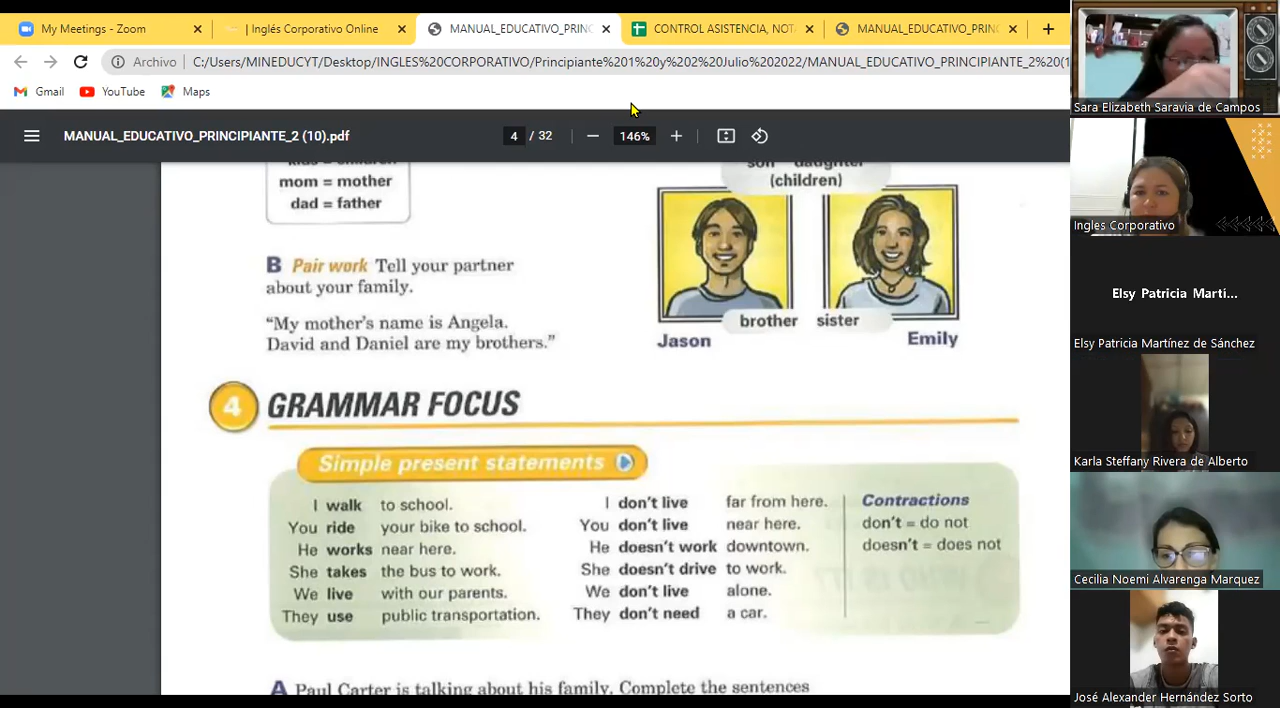 My Meetings - Zoom
| Inglés Corporativo Online
MANUAL_EDUCATIVO_PRINC
CONTROL ASISTENCIA, NOTA
MANUAL_EDUCATIVO_PRINC
Archivo | C:/Users/MINEDUCYT/Desktop/INGLES%20CORPORATIVO/Principiante%201%20y%202%20Julio%202022/MANUAL_EDUCATIVO_PRINCIPIANTE_2%20(1
Gmail YouTube Maps
MANUAL_EDUCATIVO_PRINCIPIANTE_2 (10).pdf
4 / 32
146%
kids = children
mom = mother
dad = father
son daughter
(children)
B Pair work Tell your partner
about your family.
"My mother's name is Angela.
David and Daniel are my brothers."
brother sister
Jason
Emily
4 GRAMMAR FOCUS
Simple present statements
I walk to school.
You ride your bike to school.
He works near here.
She takes the bus to work.
We live with our parents.
They use public transportation.
I don't live far from here.
You don't live near here.
He doesn't work downtown.
She doesn't drive to work.
We don't live alone.
They don't need a car.
Contractions
don't = do not
doesn't = does not
A Paul Carter is talking about his family. Complete the sentences
Sara Elizabeth Saravia de Campos
Ingles Corporativo
Elsy Patricia Martí...
Elsy Patricia Martínez de Sánchez
Karla Steffany Rivera de Alberto
Cecilia Noemi Alvarenga Marquez
José Alexander Hernández Sorto